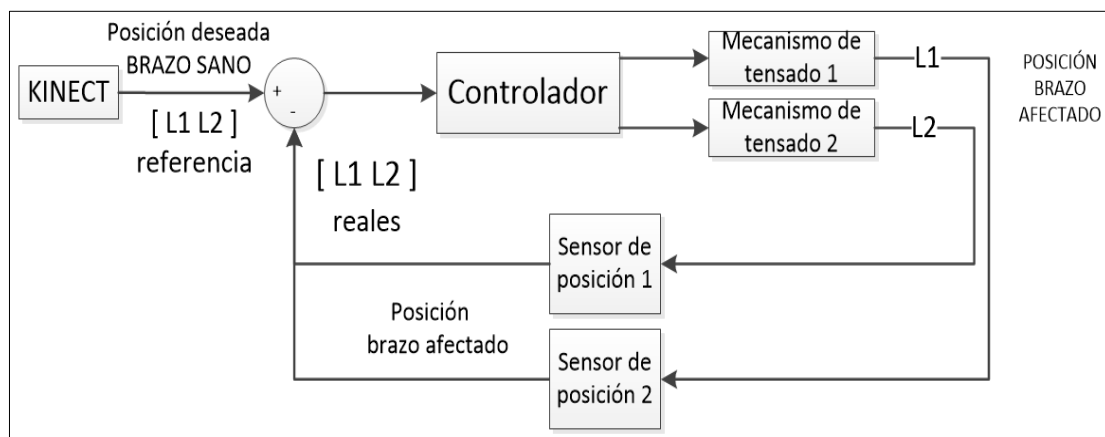 Posición deseada
BRAZO SANO
KINECT
+
-
[ L1 L2 ]
referencia
Controlador
Mecanismo de
tensado 1
L1
Mecanismo de
tensado 2
L2
POSICIÓN
BRAZO
AFECTADO
[ L1 L2 ]
reales
Sensor de
posición 1
Posición
brazo afectado
Sensor de
posición 2